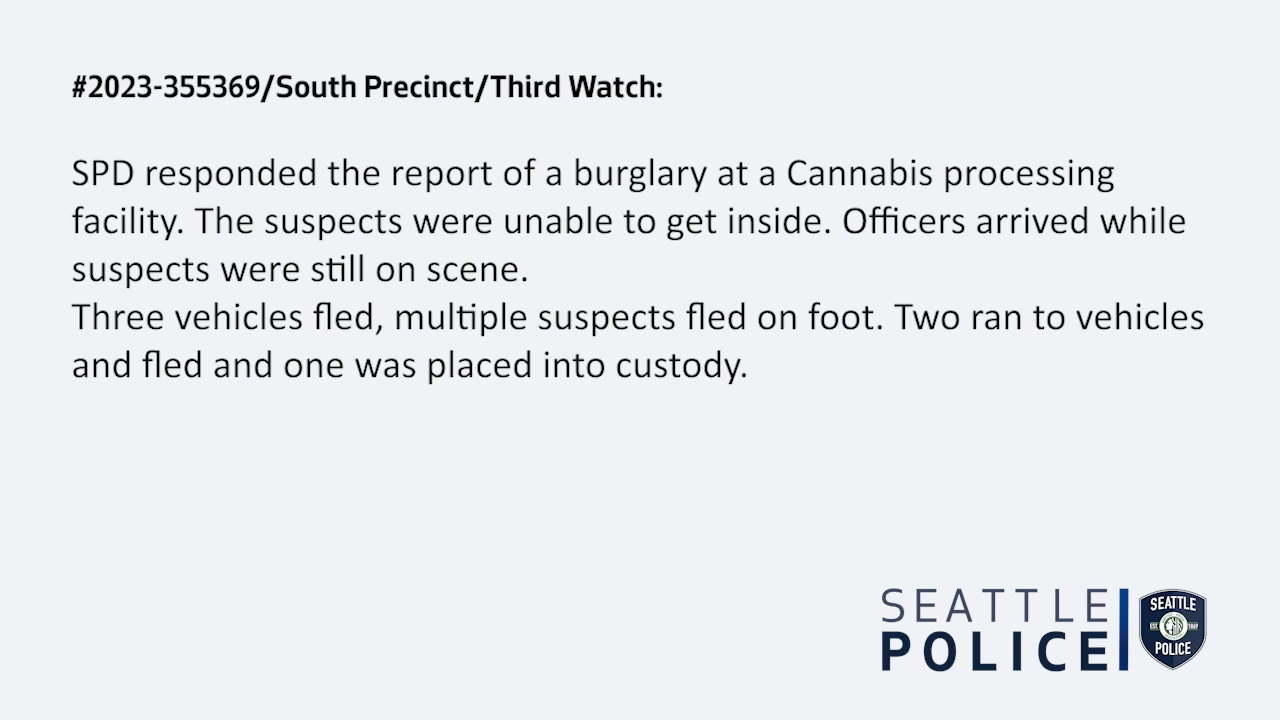 #2023-355369/South Precinct/Third Watch:
SPD responded the report of a burglary at a Cannabis processing
facility. The suspects were unable to get inside. Officers arrived while
suspects were still on scene.
Three vehicles fled, multiple suspects fled on foot. Two ran to vehicles
and fled and one was placed into custody.
SEATTLE
POLICE
SEATTLE
EST. 1869
POLICE